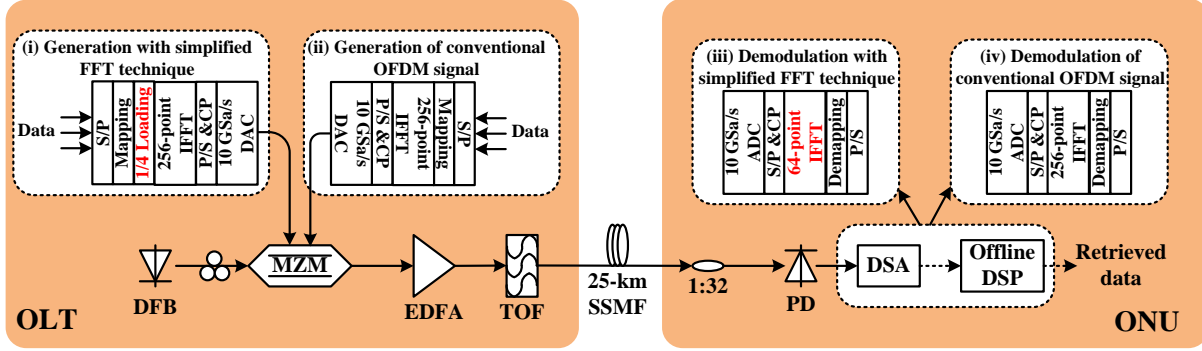 (i) Generation with simplified
FFT technique
Data
S/P
Mapping
1/4 Loading
256-point
IFFT
P/S &CP
10 GSa/s
DAC
(ii) Generation of conventional
OFDM signal
DAC
10 GSa/s
P/S &CP
IFFT
256-point
Mapping
S/P
Data
(iii) Demodulation with
simplified FFT technique
10 GSa/s
ADC
S/P &CP
64-point
IFFT
Demapping
P/S
(iv) Demodulation of
conventional OFDM signal
10 GSa/s
ADC
S/P &CP
256-point
IFFT
Demapping
P/S
DFB
MZM
EDFA
TOF
25-km
SSMF
1:32
PD
DSA
Offline
DSP
Retrieved
data
OLT
ONU